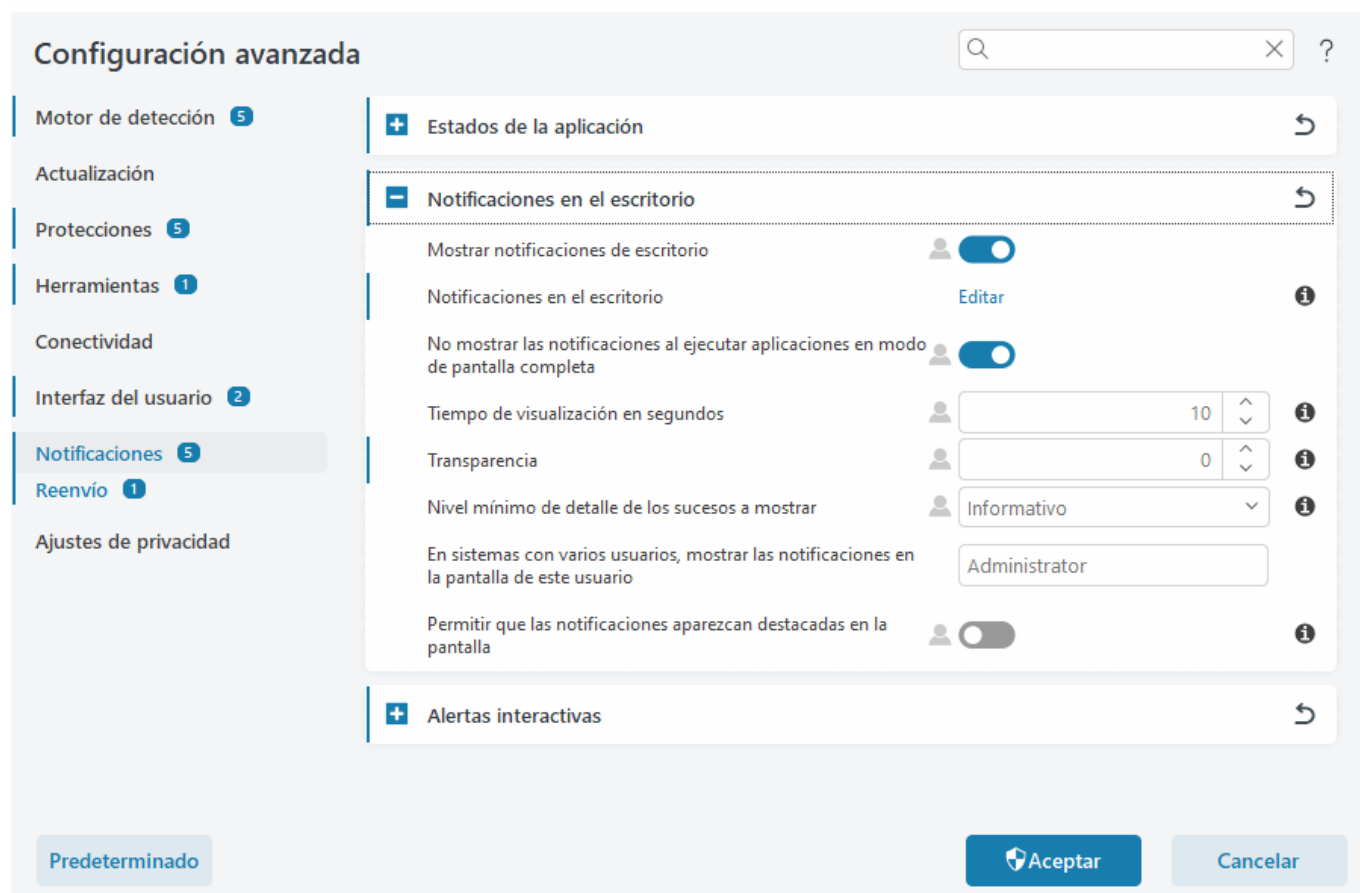 Configuración avanzada
?
Motor de detección 5
Actualización
Protecciones 5
Herramientas 1
Conectividad
Interfaz del usuario 2
Notificaciones 5
Reenvío 1
Ajustes de privacidad
Estados de la aplicación
Notificaciones en el escritorio
Mostrar notificaciones de escritorio
Notificaciones en el escritorio Editar
No mostrar las notificaciones al ejecutar aplicaciones en modo
de pantalla completa
Tiempo de visualización en segundos 10
Transparencia 0
Nivel mínimo de detalle de los sucesos a mostrar Informativo
En sistemas con varios usuarios, mostrar las notificaciones en
la pantalla de este usuario
Administrator
Permitir que las notificaciones aparezcan destacadas en la
pantalla
Alertas interactivas
Predeterminado Aceptar Cancelar